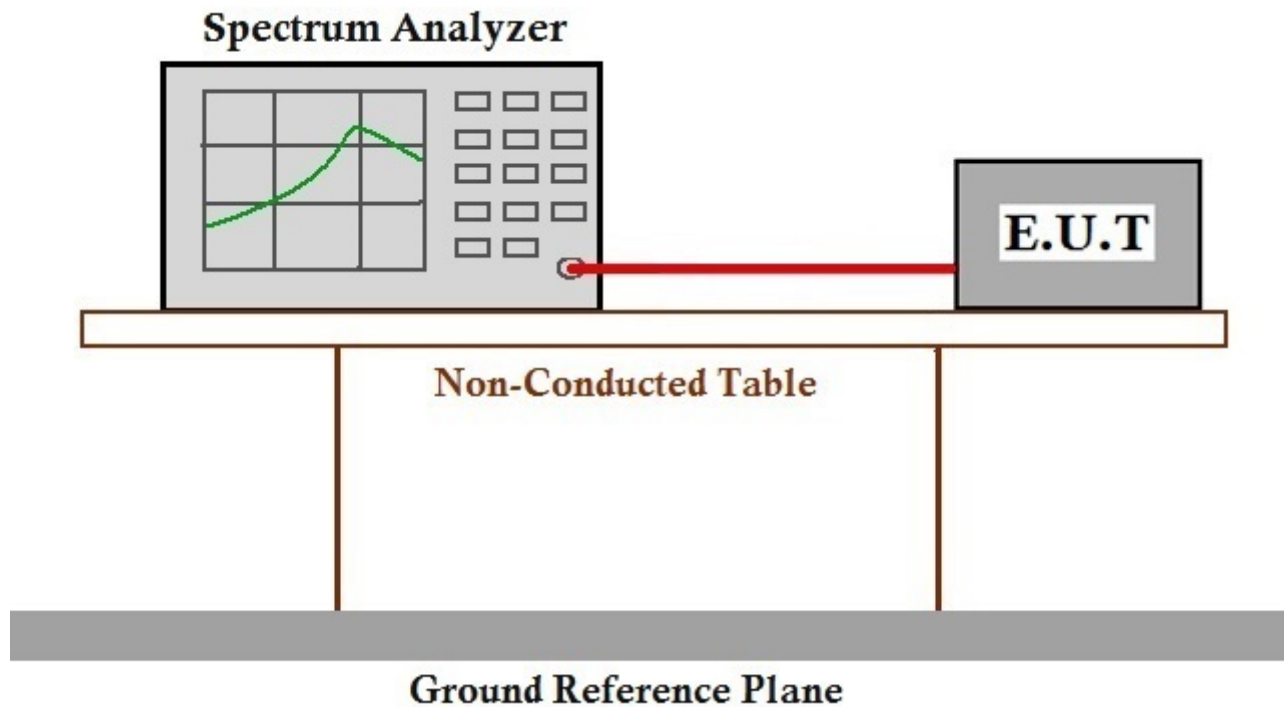 Spectrum Analyzer
E.U.T
Non-Conducted Table
Ground Reference Plane